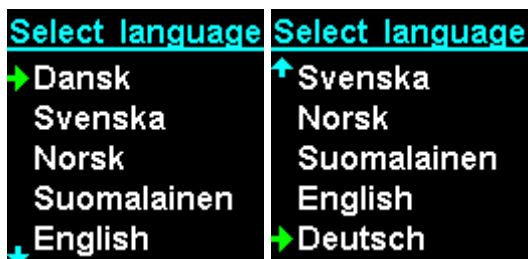 Select language
Dansk
Svenska
Norsk
Suomalainen
English
Select language
Svenska
Norsk
Suomalainen
English
Deutsch